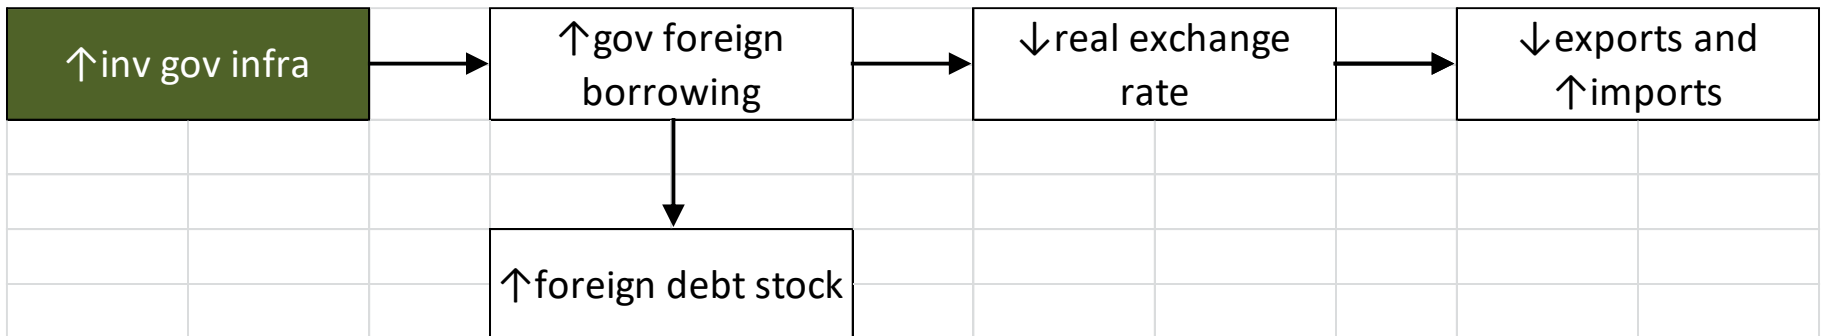 ↑inv gov infra
↑gov foreign
borrowing
↓real exchange
rate
↓exports and
↑imports
↑foreign debt stock